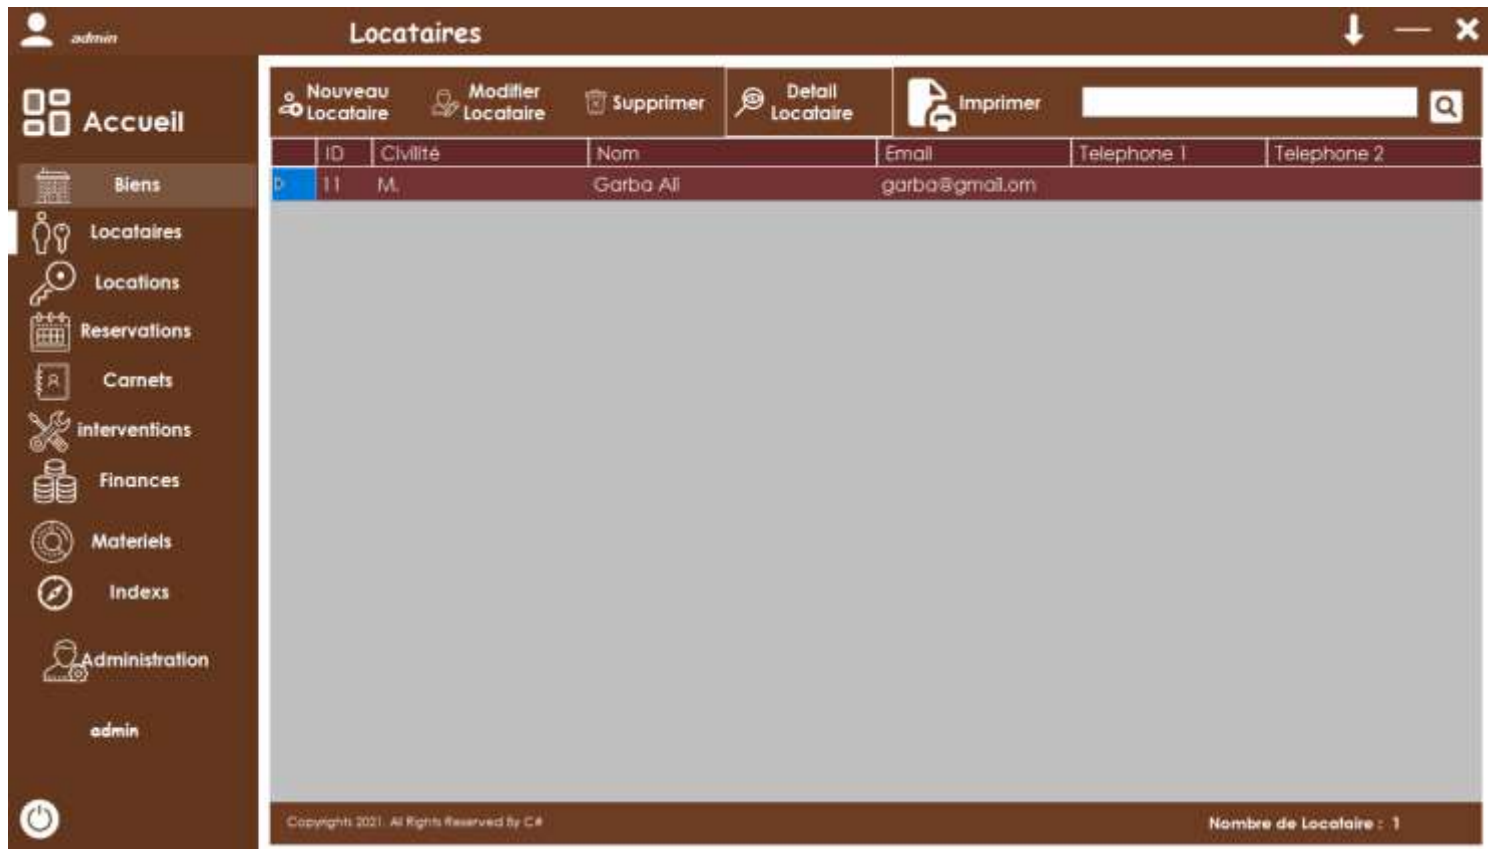 admin
Locataires
Accueil
Biens
Locataires
Locations
Reservations
Carnets
interventions
Finances
Materiels
Indexs
Administration
admin
Nouveau
Locataire
Modifier
Locataire
Supprimer
Detail
Locataire
Imprimer
ID Civilité Nom Email Telephone 1 Telephone 2
11 M. Garba Ali garba@gmail.om
Copyrights 2021. All Rights Reserved By C#
Nombre de Locataire : 1